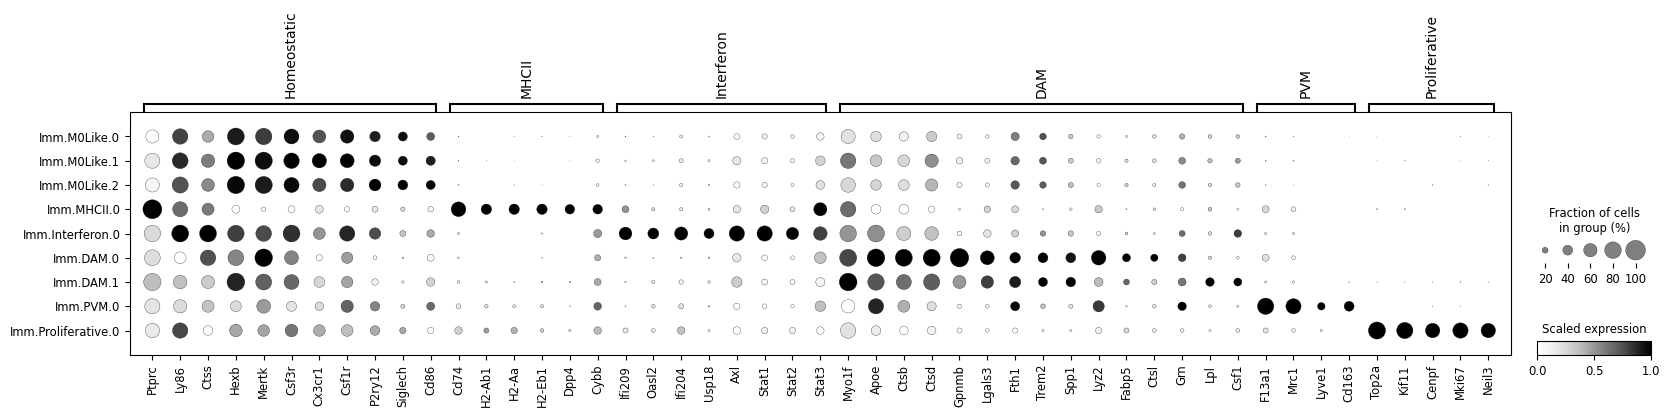 Homeostatic
MHCII
Interferon
DAM
PVM
Proliferative
Imm.M0Like.0
Imm.M0Like.1
Imm.M0Like.2
Imm.MHCII.0
Imm.Interferon.0
Imm.DAM.0
Imm.DAM.1
Imm.PVM.0
Imm.Proliferative.0
Ptprc
Ly86
Ctss
Hexb
Mertk
Csf3r
Cx3cr1
Csf1r
P2ry12
Siglech
Cd86
Cd74
H2-Ab1
H2-Aa
H2-Eb1
Dpp4
Cybb
Ifi209
Oasl2
Ifi204
Usp18
Axl
Stat1
Stat2
Stat3
Myo1f
Apoe
Ctsb
Ctsd
Gpnmb
Lgals3
Fth1
Trem2
Spp1
Lyz2
Fabp5
Ctsl
Grn
Lpl
Csf1
F13a1
Mrc1
Lyve1
Cd163
Top2a
Kif11
Cenpf
Mki67
Neil3
Fraction of cells
in group (%)
20 40 60 80 100
Scaled expression
0.0 0.5 1.0